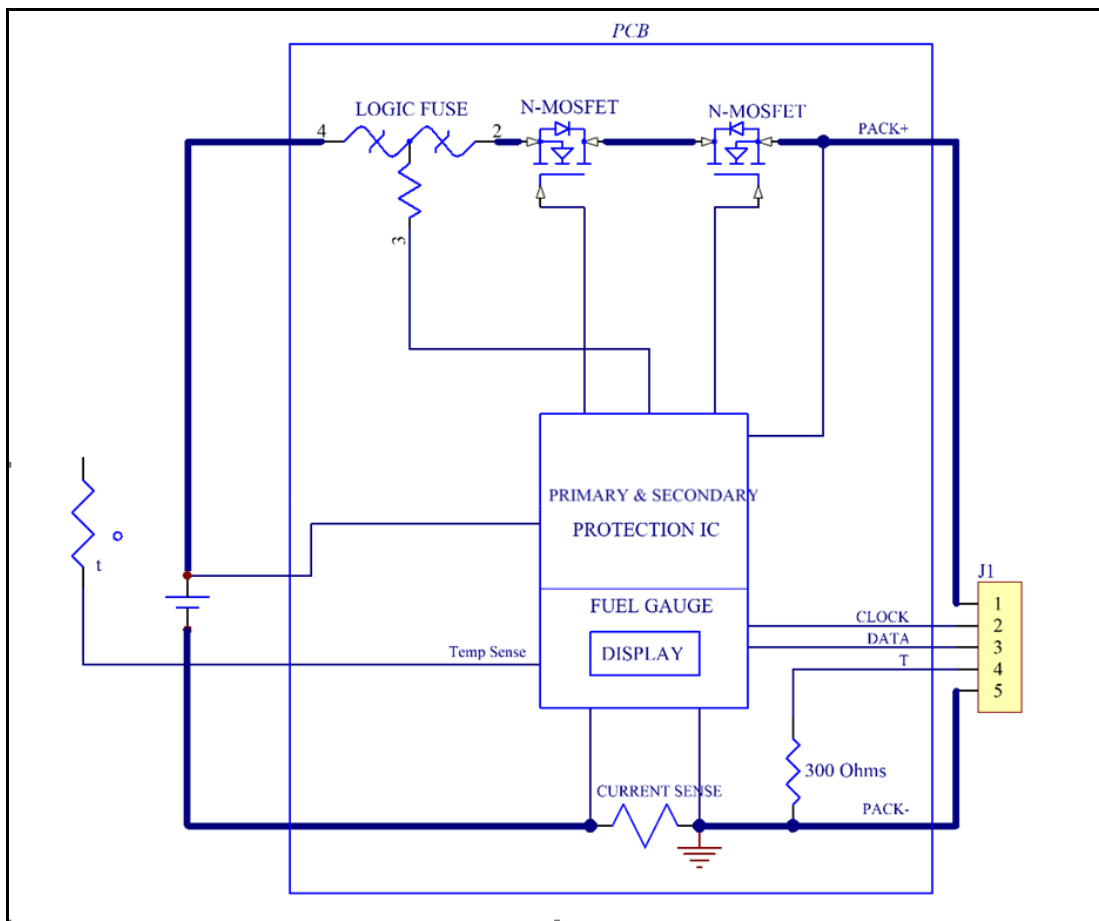 PCB
LOGIC FUSE
N-MOSFET
N-MOSFET
4
2
PACK+
3
PRIMARY & SECONDARY
PROTECTION IC
t
J1
FUEL GAUGE
1
CLOCK
2
DATA
3
Temp Sense
DISPLAY
T
4
5
300 Ohms
CURRENT SENSE
PACK-